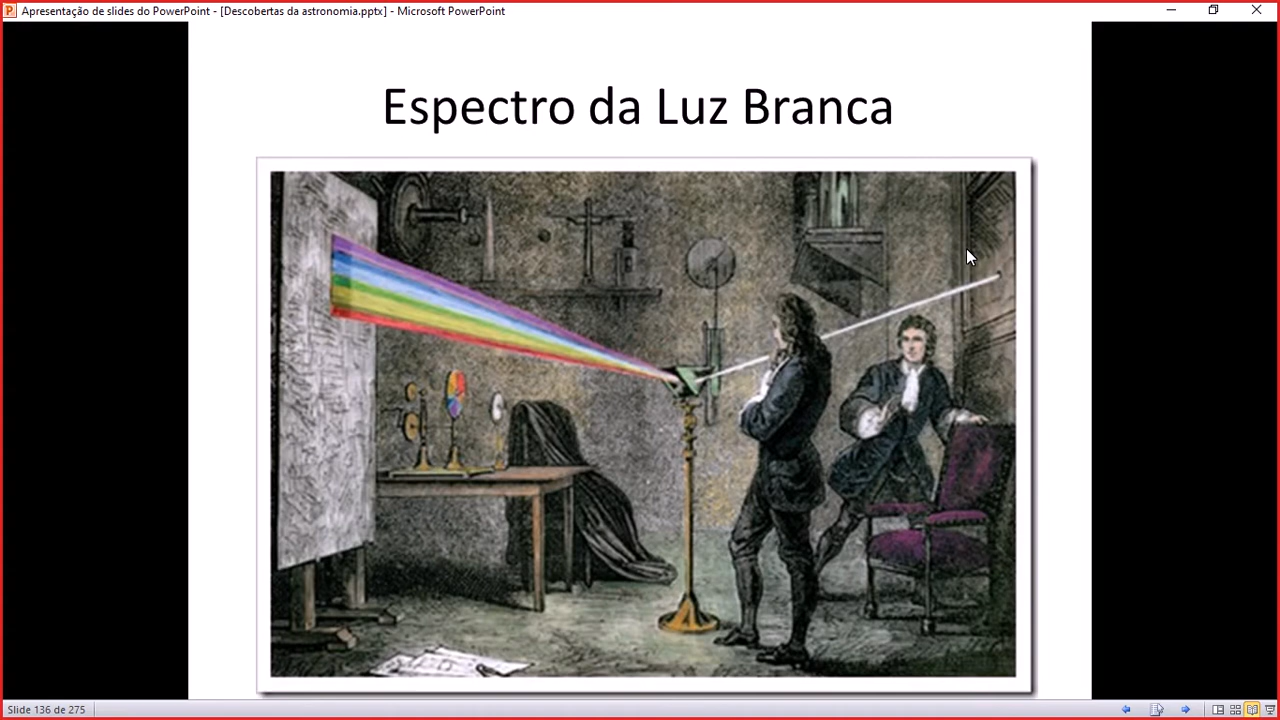 Apresentação de slides do PowerPoint - [Descobertas da astronomia.pptx] - Microsoft PowerPoint
Espectro da Luz Branca
Slide 136 de 275